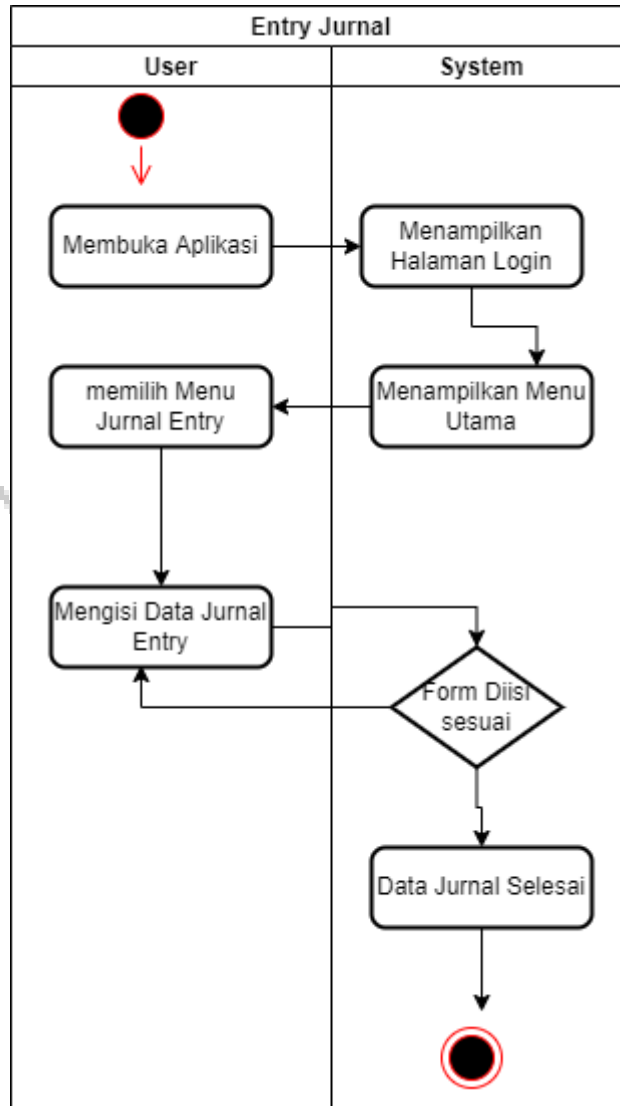 Entry Jurnal
User
System
Membuka Aplikasi
Menampilkan
Halaman Login
memilih Menu
Jurnal Entry
Menampilkan Menu
Utama
Mengisi Data Jurnal
Entry
Form Diisi
sesuai
Data Jurnal Selesai